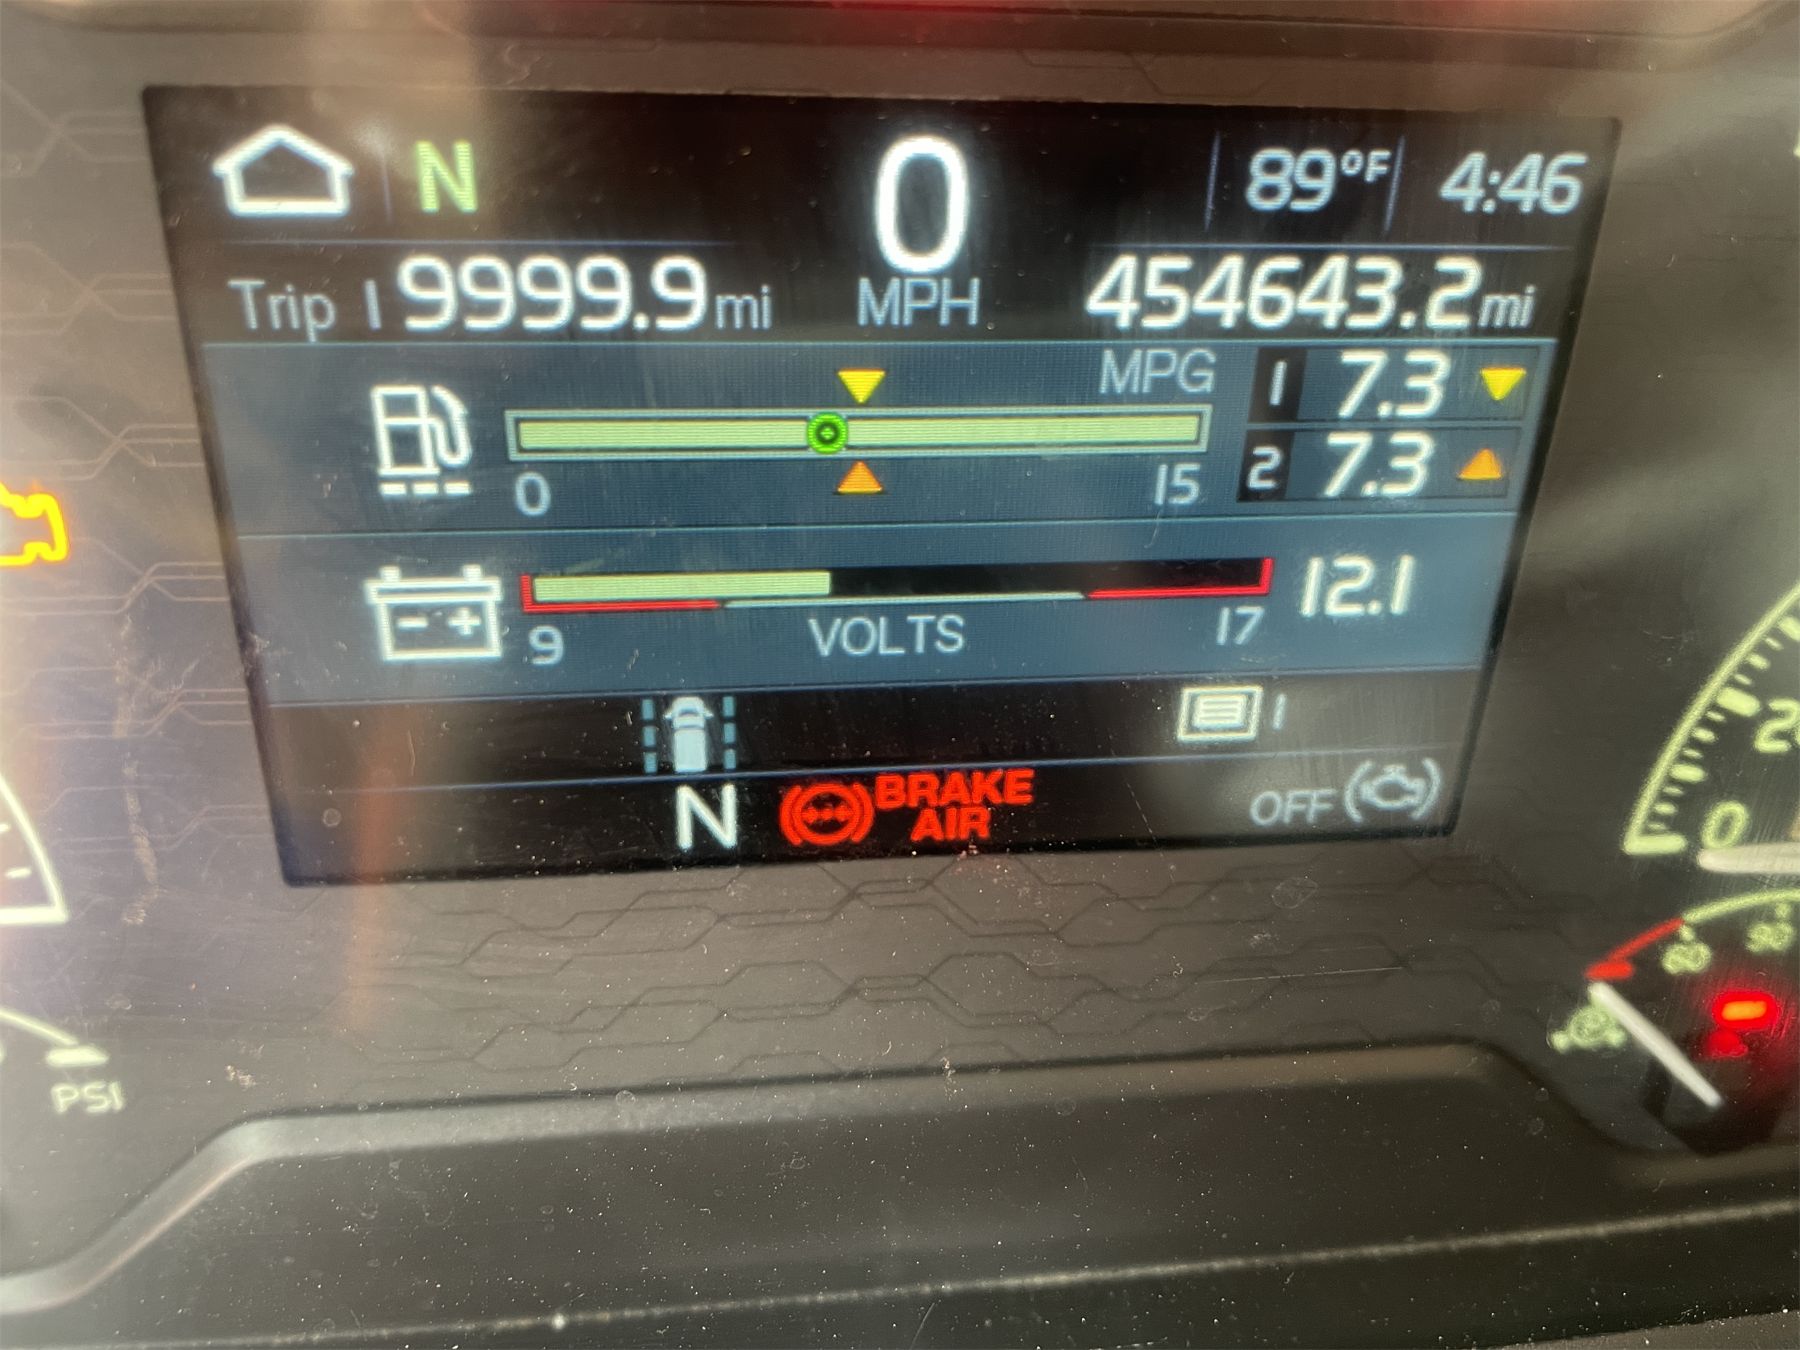 N 0 89°F 4:46
Trip 1 9999.9 mi MPH 454643.2 mi
MPG 1 7.3
0 15 2 7.3
12.1
9 VOLTS 17
1
N BRAKE AIR OFF
0
PSI